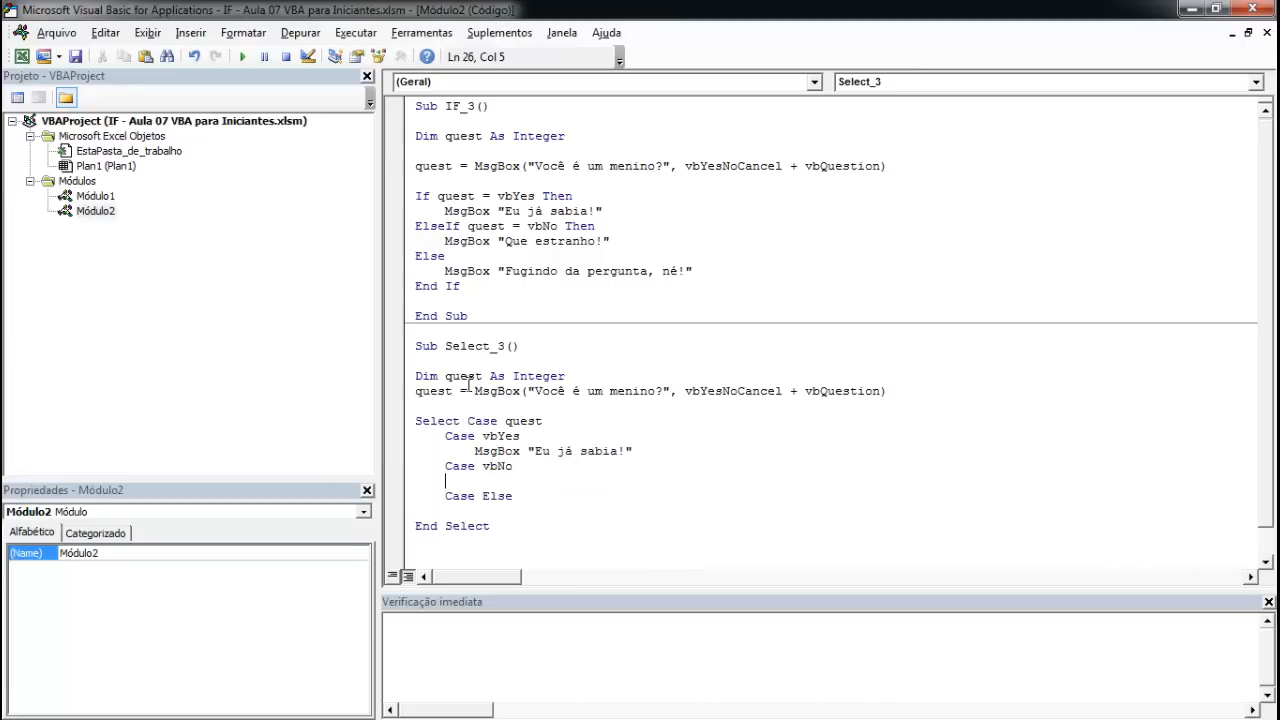 Microsoft Visual Basic for Applications - IF - Aula 07 VBA para Iniciantes.xlsm - [Módulo2 (Código)]
Arquivo Editar Exibir Inserir Formatar Depurar Executar Ferramentas Suplementos Janela Ajuda
Ln 26, Col 5
Projeto - VBAProject
VBAProject (IF - Aula 07 VBA para Iniciantes.xlsm)
Microsoft Excel Objetos
EstaPasta_de_trabalho
Plan1 (Plan1)
Módulos
Módulo1
Módulo2
Propriedades - Módulo2
Módulo2 Módulo
Alfabético Categorizado
(Name) Módulo2
(Geral) Select_3
Sub IF_3()
Dim quest As Integer
quest = MsgBox("Você é um menino?", vbYesNoCancel + vbQuestion)
If quest = vbYes Then
MsgBox "Eu já sabia!"
ElseIf quest = vbNo Then
MsgBox "Que estranho!"
Else
MsgBox "Fugindo da pergunta, né!"
End If
End Sub
Sub Select_3()
Dim quest As Integer
quest = MsgBox("Você é um menino?", vbYesNoCancel + vbQuestion)
Select Case quest
Case vbYes
MsgBox "Eu já sabia!"
Case vbNo
Case Else
End Select
Verificação imediata